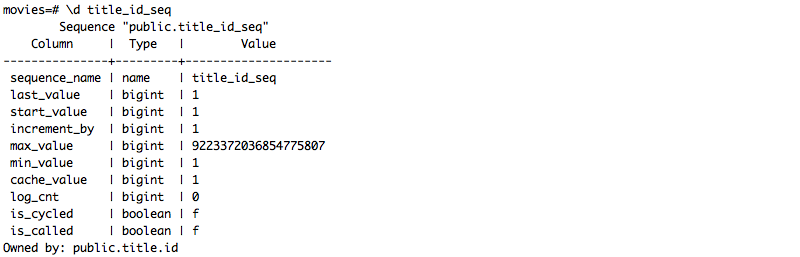 movies=# \d title_id_seq
        Sequence "public.title_id_seq"
    Column     |  Type   |        Value
---------------+---------+---------------------
 sequence_name | name    | title_id_seq
 last_value    | bigint  | 1
 start_value   | bigint  | 1
 increment_by  | bigint  | 1
 max_value     | bigint  | 9223372036854775807
 min_value     | bigint  | 1
 cache_value   | bigint  | 1
 log_cnt       | bigint  | 0
 is_cycled     | boolean | f
 is_called     | boolean | f
Owned by: public.title.id